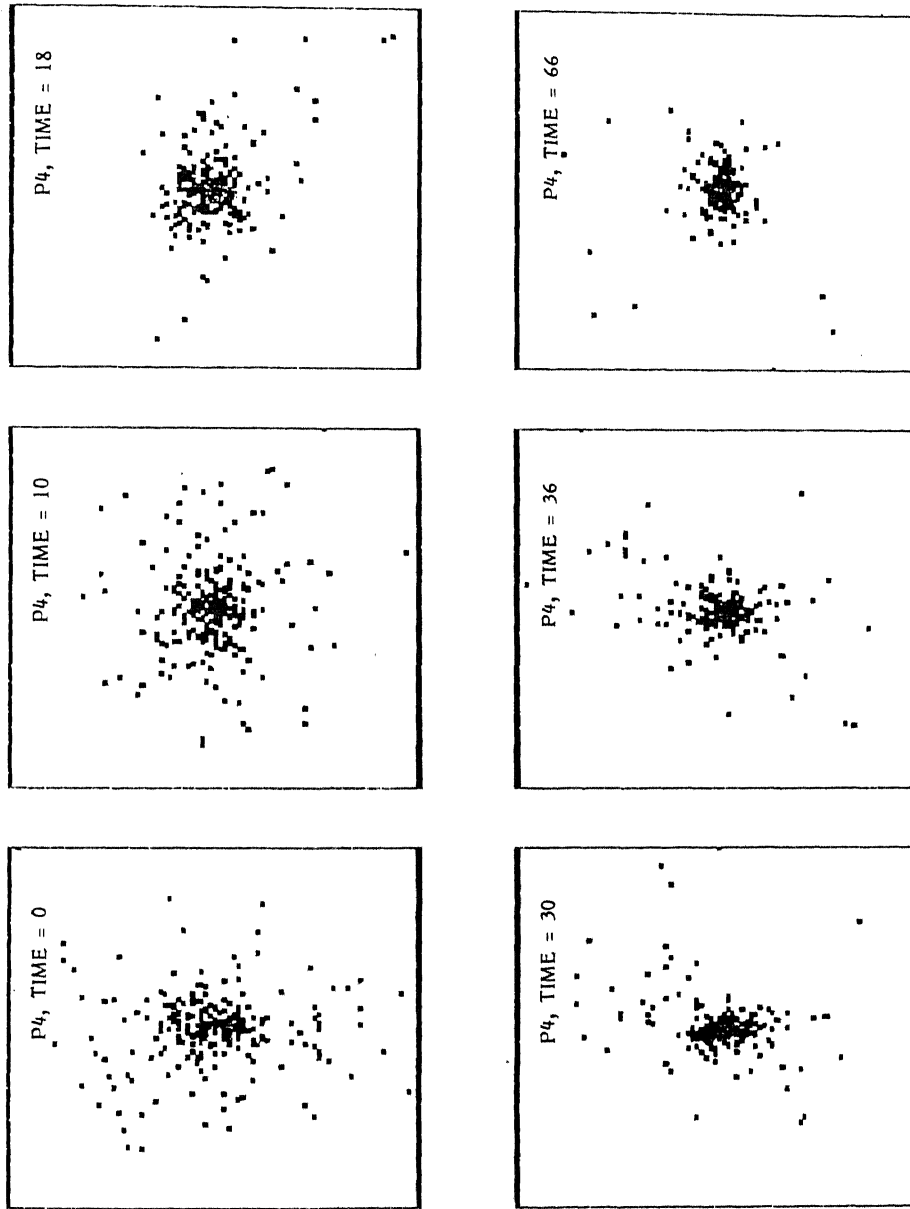 P4, TIME = 0
P4, TIME = 10
P4, TIME = 18
P4, TIME = 30
P4, TIME = 36
P4, TIME = 66